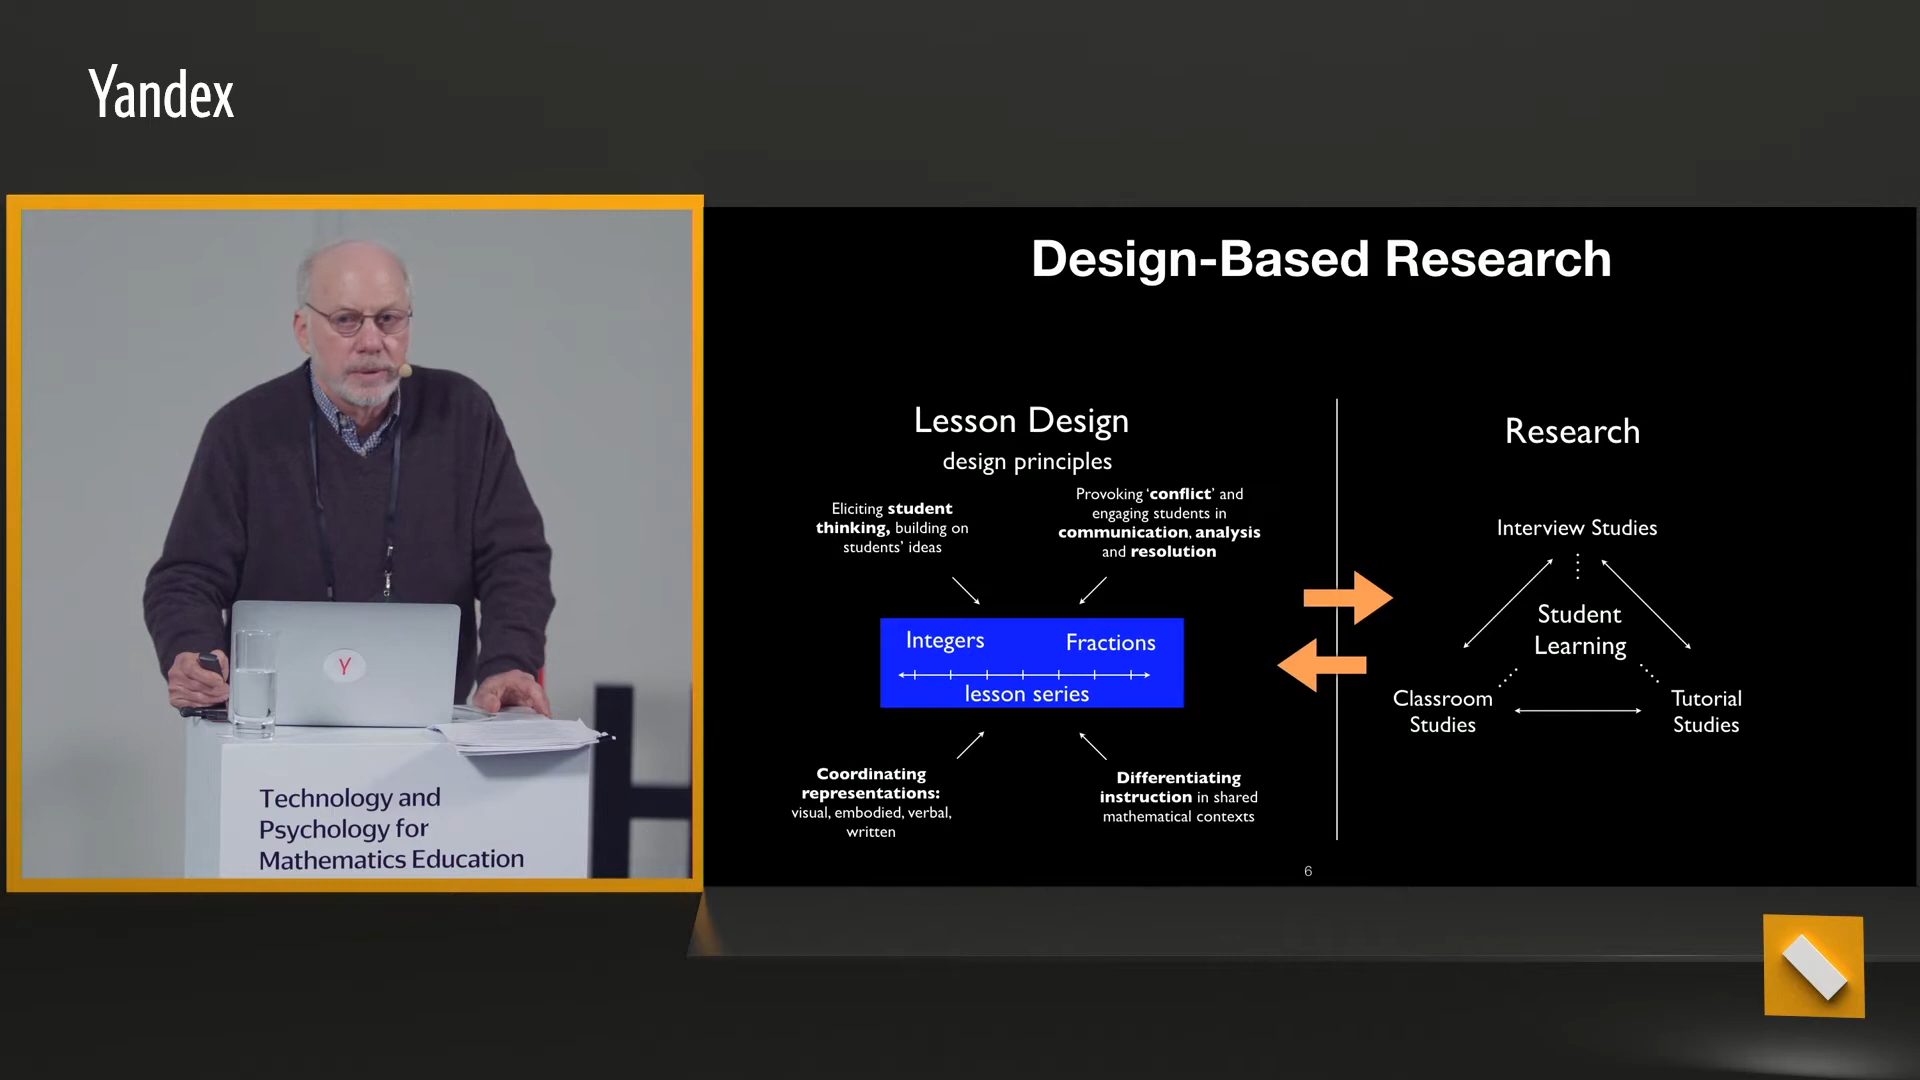 Yandex
Y
Technology and
Psychology for
Mathematics Education
Design-Based Research
Lesson Design
design principles
Eliciting student
thinking, building on
students’ ideas
Provoking ‘conflict’ and
engaging students in
communication, analysis
and resolution
Integers
Fractions
lesson series
Coordinating
representations:
visual, embodied, verbal,
written
Differentiating
instruction in shared
mathematical contexts
Research
Interview Studies
Student
Learning
Classroom
Studies
Tutorial
Studies
6